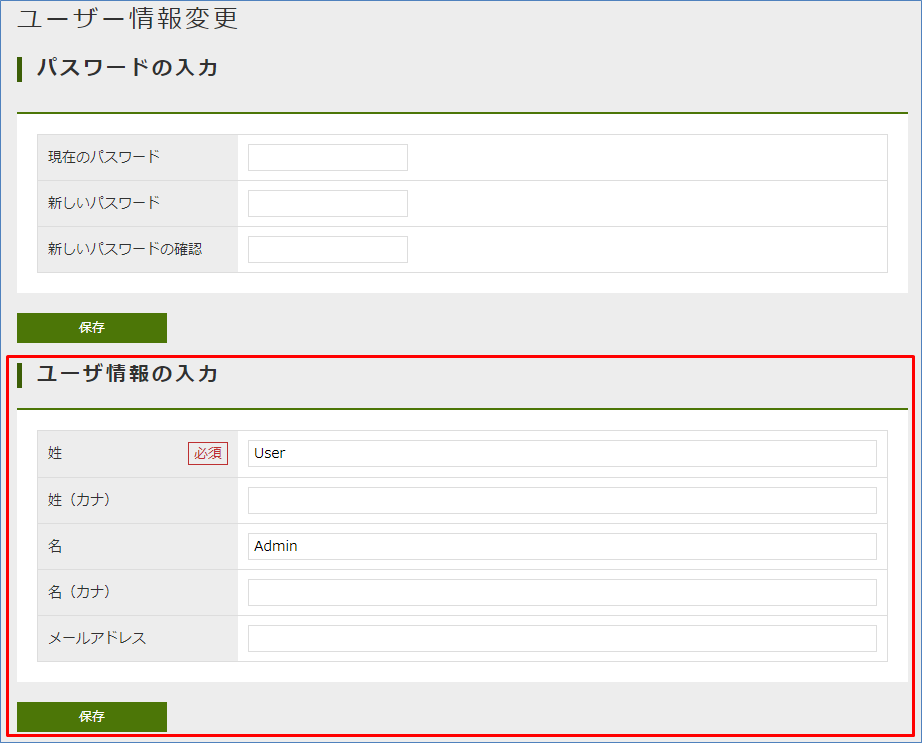 ユーザー情報変更
パスワードの入力
現在のパスワード
新しいパスワード
新しいパスワードの確認
保存
ユーザ情報の入力
姓 必須 User
姓（カナ）
名 Admin
名（カナ）
メールアドレス
保存